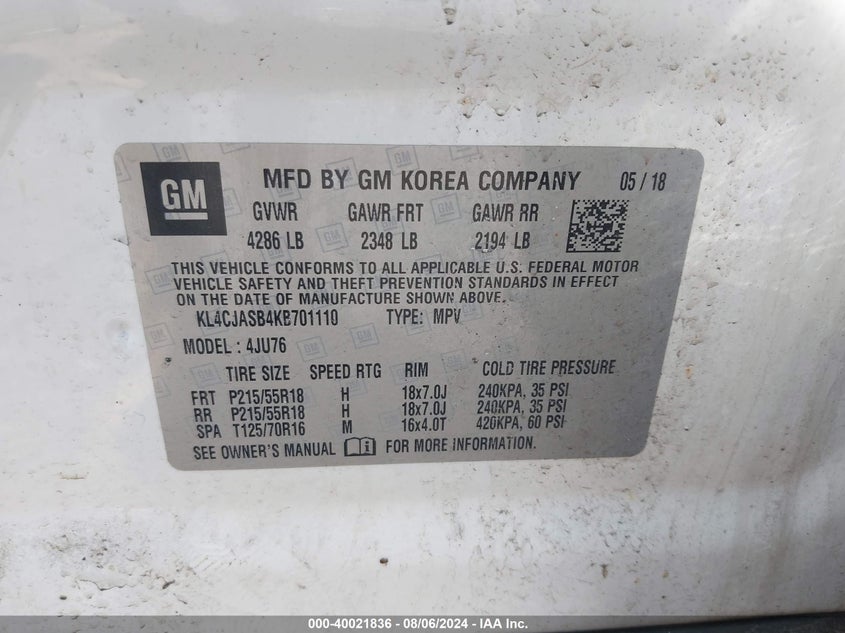 GM MFD BY GM KOREA COMPANY 05 / 18
GVWR GAWR FRT GAWR RR
4286 LB 2348 LB 2194 LB
THIS VEHICLE CONFORMS TO ALL APPLICABLE U.S. FEDERAL MOTOR
VEHICLE SAFETY AND THEFT PREVENTION STANDARDS IN EFFECT
ON THE DATE OF MANUFACTURE SHOWN ABOVE.
KL4CJASB4KB701110 TYPE: MPV
MODEL : 4JU76
TIRE SIZE SPEED RTG RIM COLD TIRE PRESSURE
FRT P215/55R18 H 18x7.0J 240KPA, 35 PSI
RR P215/55R18 H 18x7.0J 240KPA, 35 PSI
SPA T125/70R16 M 16x4.0T 420KPA, 60 PSI
SEE OWNER'S MANUAL FOR MORE INFORMATION.
000-40021836 - 08/06/2024 - IAA Holdings, LLC.